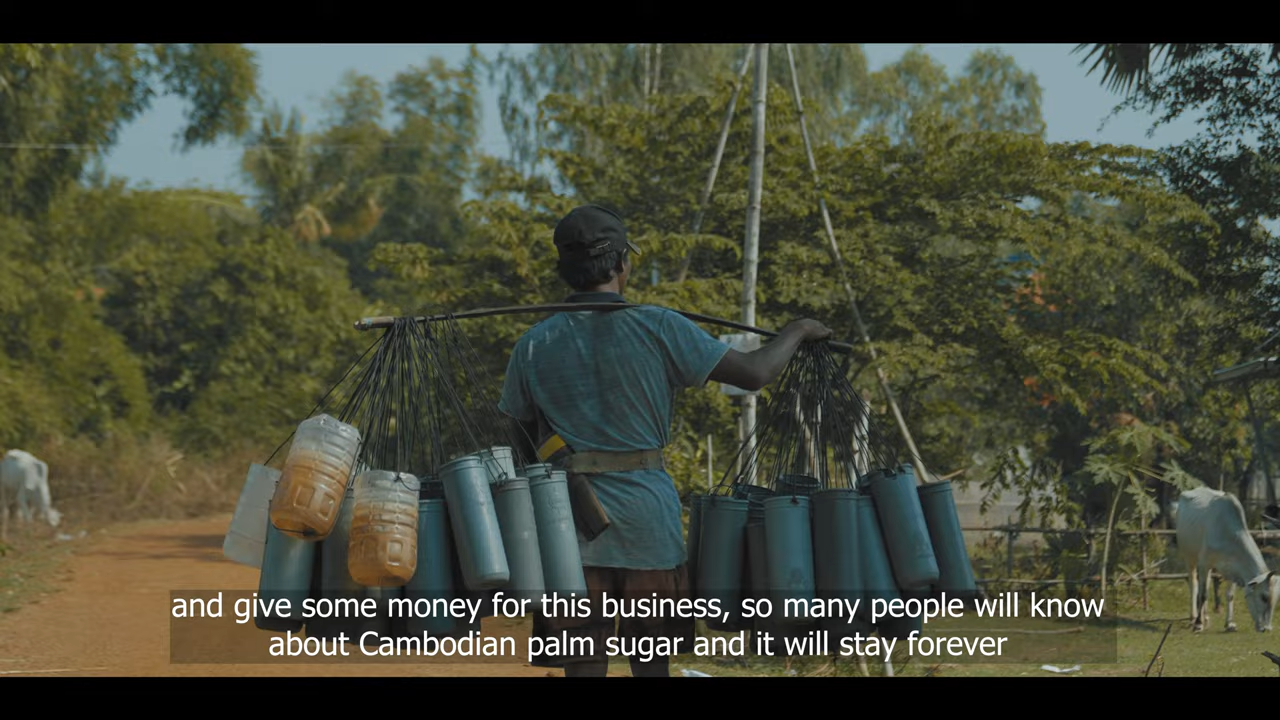 and give some money for this business, so many people will know
about Cambodian palm sugar and it will stay forever